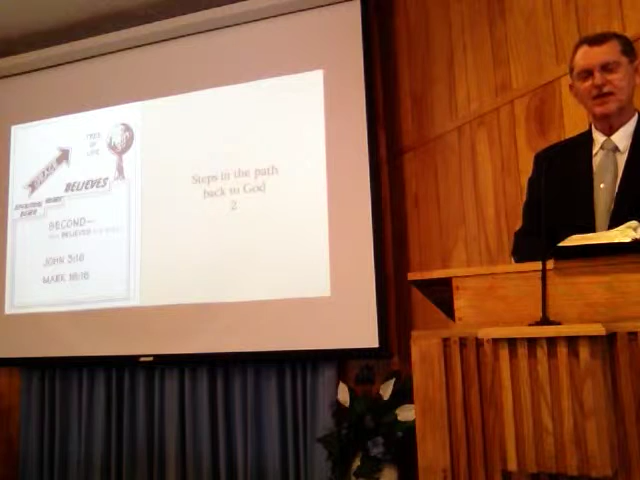 TREE
OF
LIFE
BELIEVES
SECOND—
BELIEVES
JOHN 3:16
MARK 16:16
Steps in the path
back to God
2